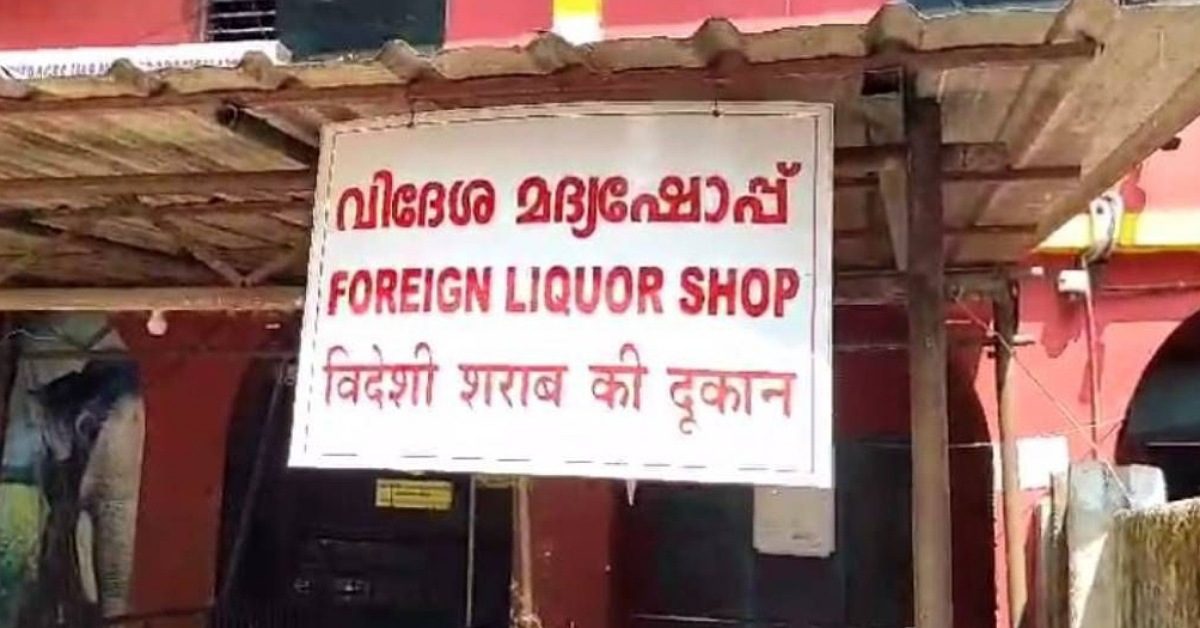 വിദേശ മദ്യഷോപ്പ്
FOREIGN LIQUOR SHOP
विदेशी शराब की दूकान